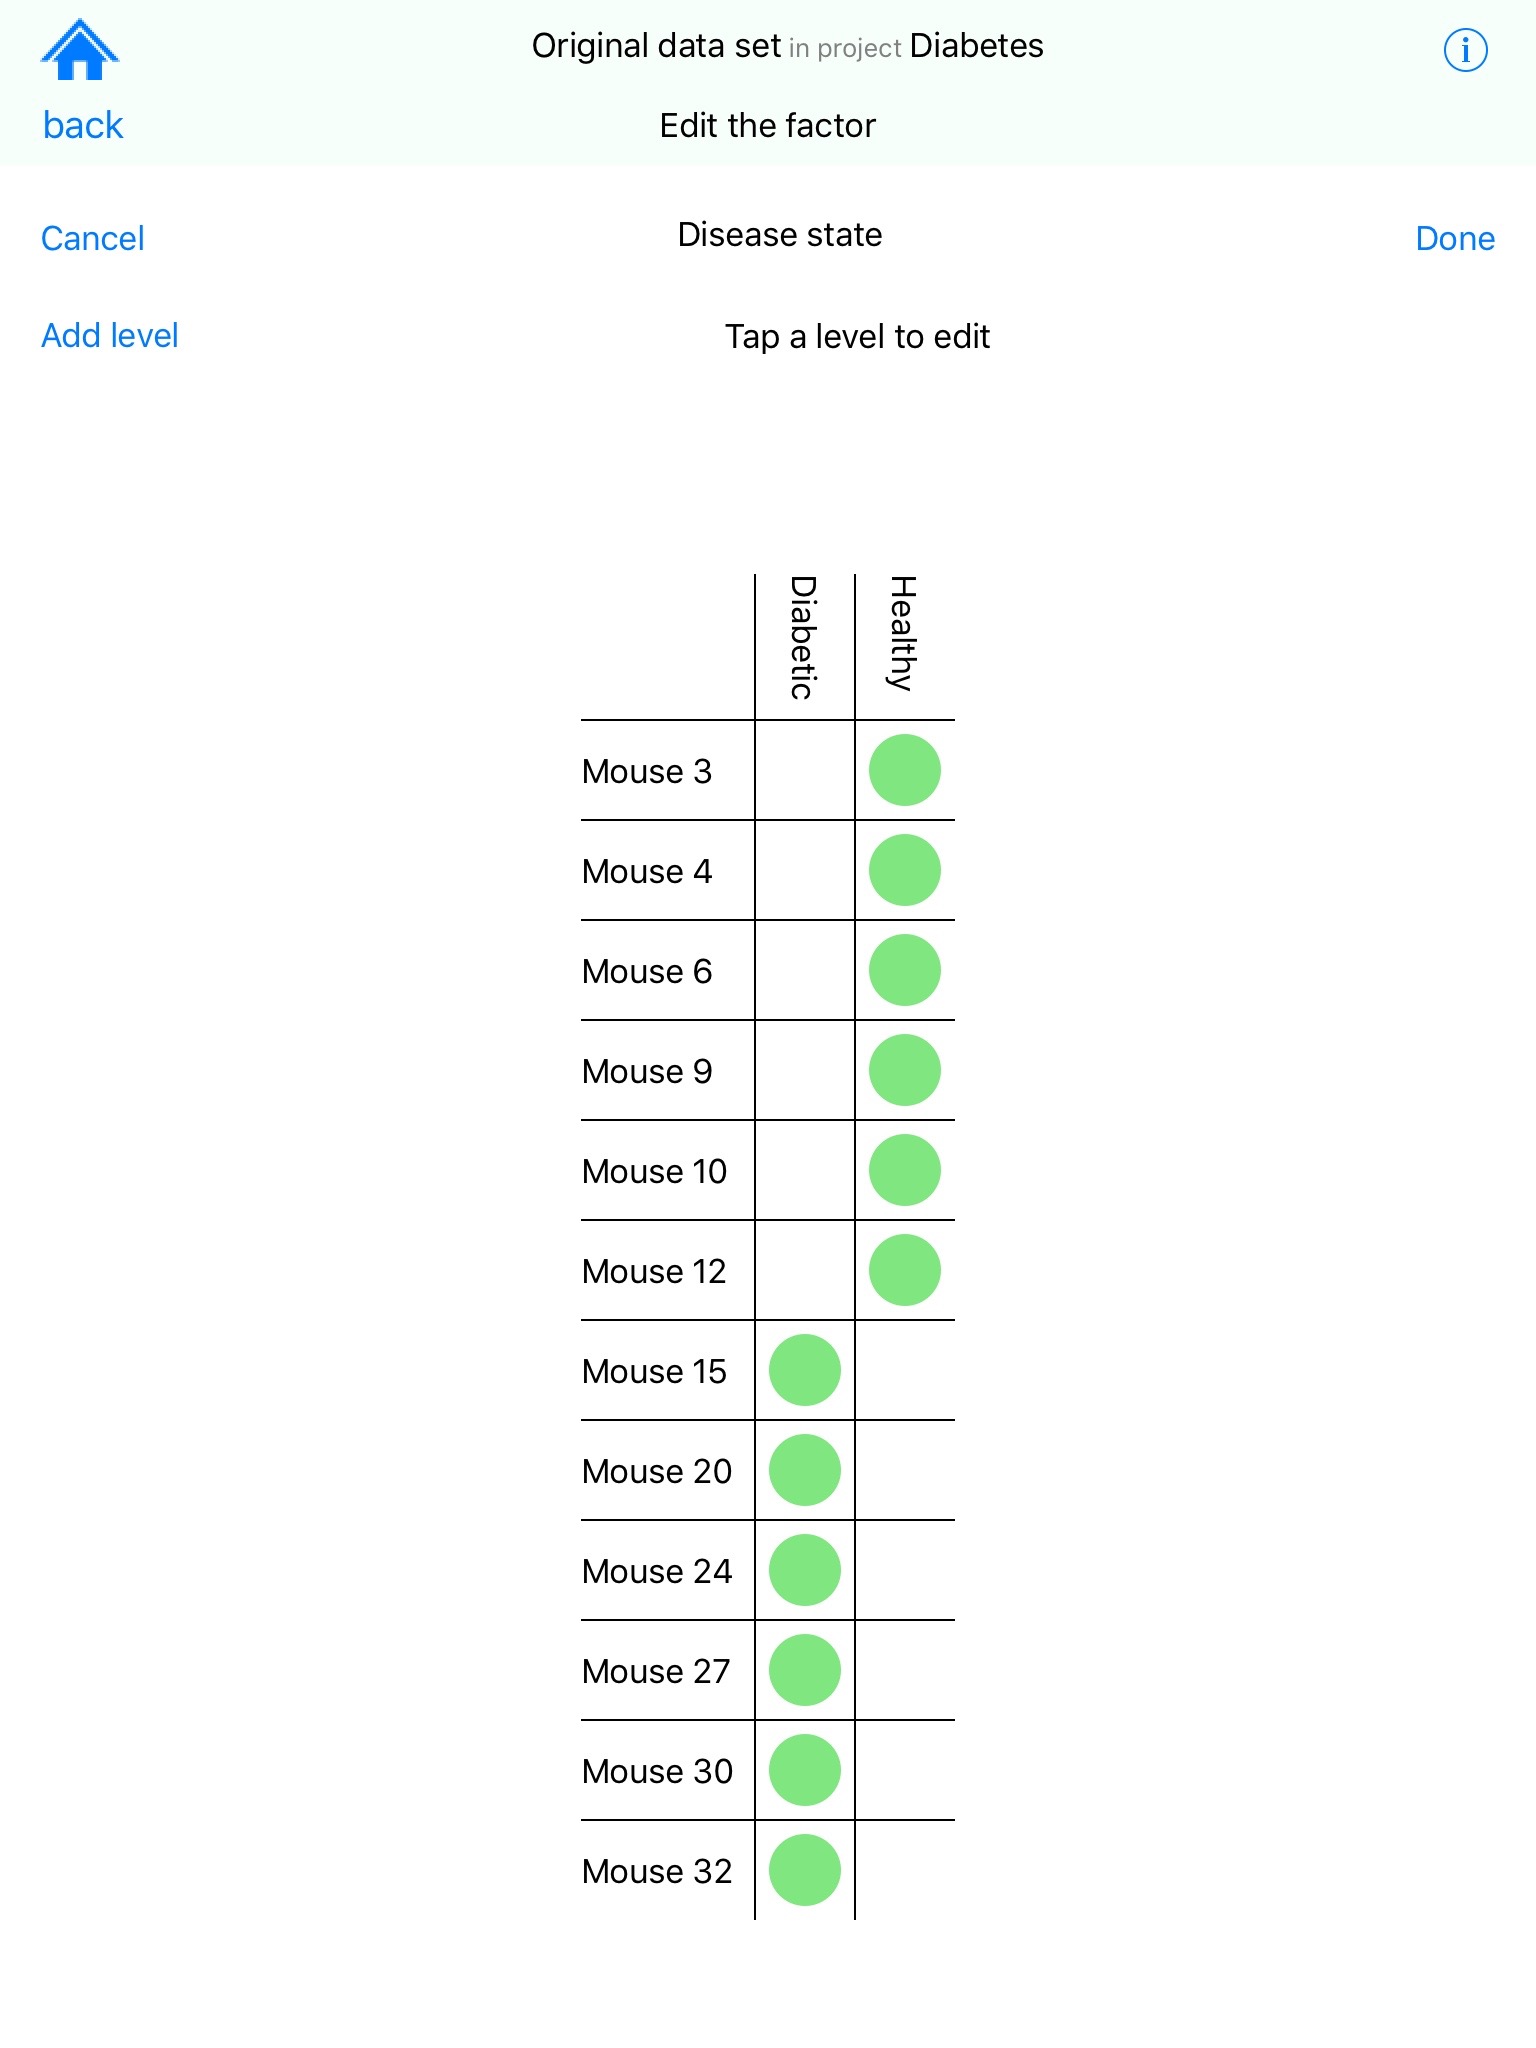 Original data set in project Diabetes
i
back
Edit the factor
Cancel
Disease state
Done
Add level
Tap a level to edit
Diabetic
Healthy
Mouse 3
Mouse 4
Mouse 6
Mouse 9
Mouse 10
Mouse 12
Mouse 15
Mouse 20
Mouse 24
Mouse 27
Mouse 30
Mouse 32